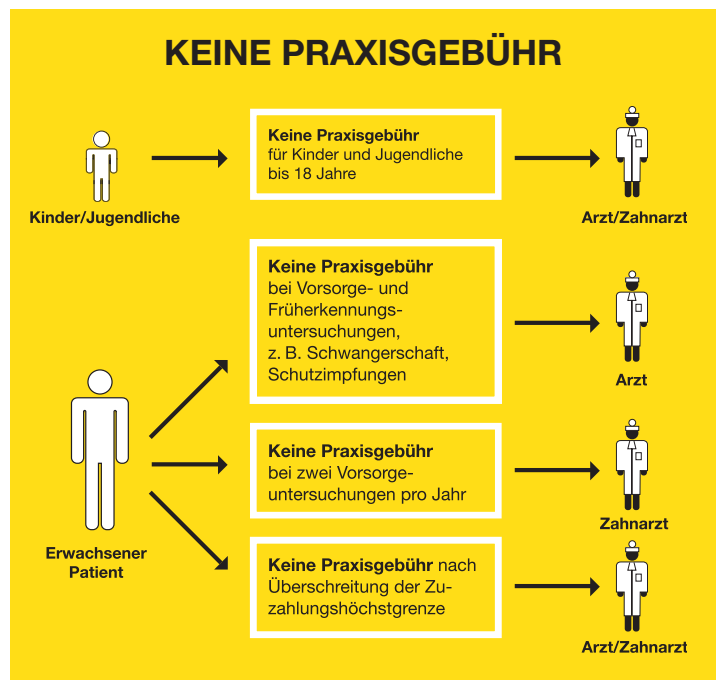 KEINE PRAXISGEBÜHR
Keine Praxisgebühr
für Kinder und Jugendliche
bis 18 Jahre
Kinder/Jugendliche
Arzt/Zahnarzt
Keine Praxisgebühr
bei Vorsorge- und
Früherkennungs-
untersuchungen,
z. B. Schwangerschaft,
Schutzimpfungen
Arzt
Keine Praxisgebühr
bei zwei Vorsorge-
untersuchungen pro Jahr
Zahnarzt
Erwachsener
Patient
Keine Praxisgebühr nach
Überschreitung der Zu-
zahlungshöchstgrenze
Arzt/Zahnarzt